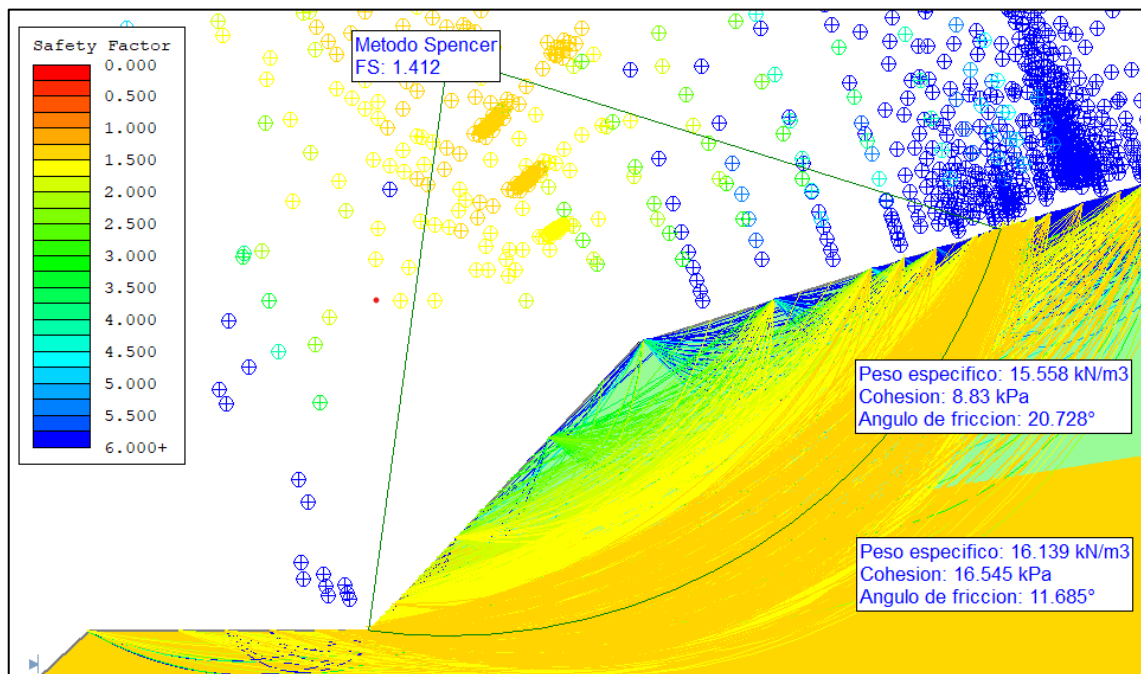 Safety Factor
0.000
0.500
1.000
1.500
2.000
2.500
3.000
3.500
4.000
4.500
5.000
5.500
6.000+
Metodo Spencer
FS: 1.412
Peso especifico: 15.558 kN/m3
Cohesion: 8.83 kPa
Angulo de friccion: 20.728°
Peso especifico: 16.139 kN/m3
Cohesion: 16.545 kPa
Angulo de friccion: 11.685°